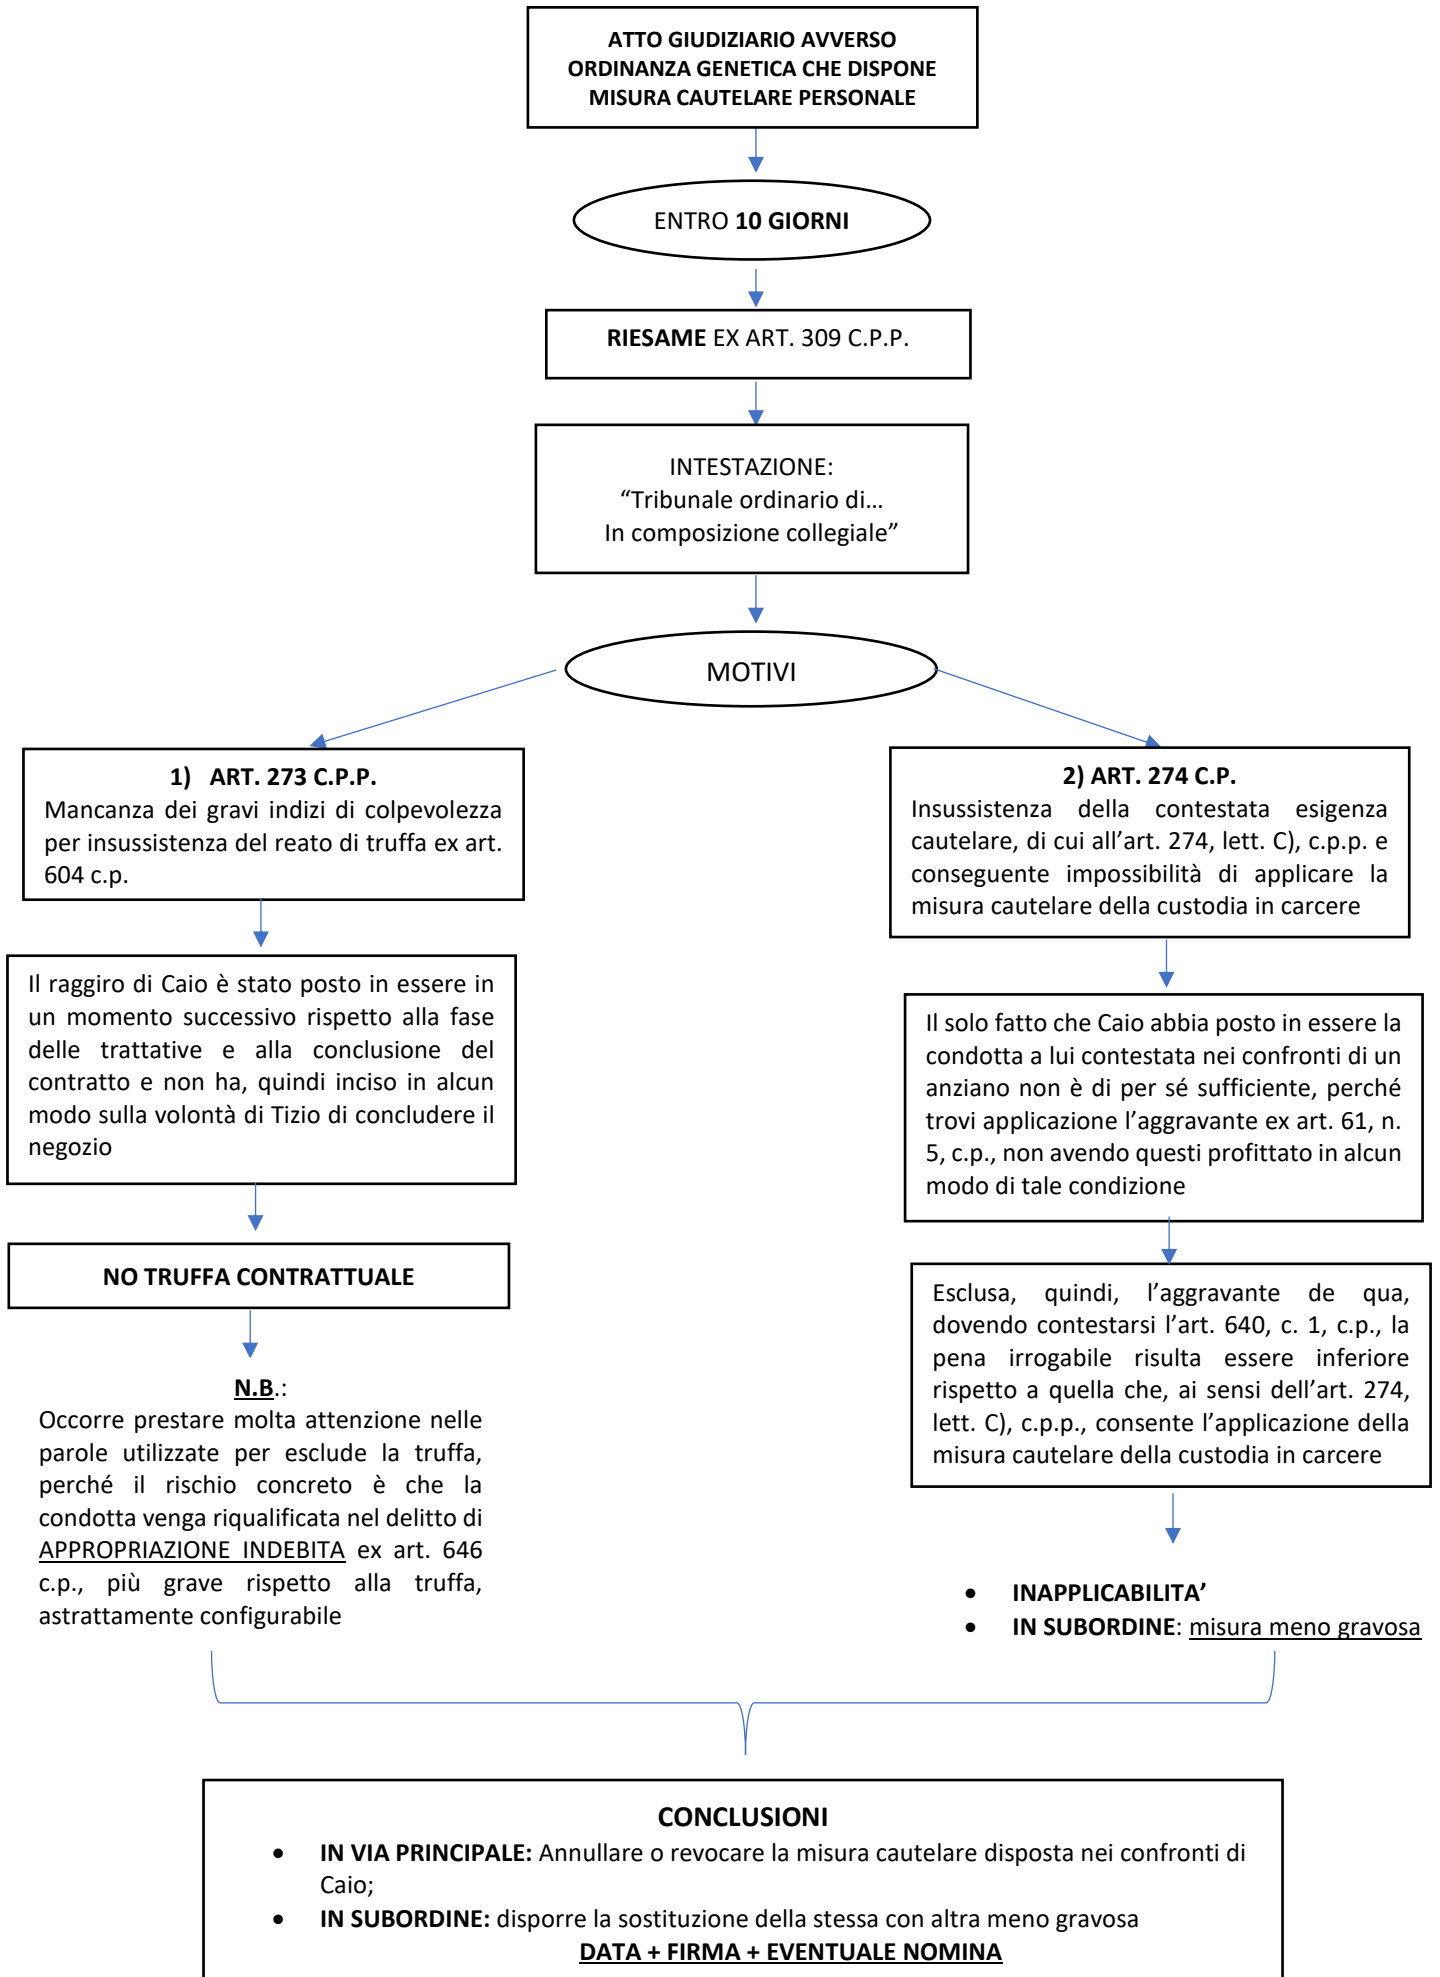 ATTO GIUDIZIARIO AVVERSO
ORDINANZA GENETICA CHE DISPONE
MISURA CAUTELARE PERSONALE
ENTRO 10 GIORNI
RIESAME EX ART. 309 C.P.P.
INTESTAZIONE:
“Tribunale ordinario di…
In composizione collegiale”
MOTIVI
1) ART. 273 C.P.P.
Mancanza dei gravi indizi di colpevolezza
per insussistenza del reato di truffa ex art.
604 c.p.
Il raggiro di Caio è stato posto in essere in
un momento successivo rispetto alla fase
delle trattative e alla conclusione del
contratto e non ha, quindi inciso in alcun
modo sulla volontà di Tizio di concludere il
negozio
NO TRUFFA CONTRATTUALE
N.B.:
Occorre prestare molta attenzione nelle
parole utilizzate per esclude la truffa,
perché il rischio concreto è che la
condotta venga riqualificata nel delitto di
APPROPRIAZIONE INDEBITA ex art. 646
c.p., più grave rispetto alla truffa,
astrattamente configurabile
2) ART. 274 C.P.
Insussistenza della contestata esigenza
cautelare, di cui all’art. 274, lett. C), c.p.p. e
conseguente impossibilità di applicare la
misura cautelare della custodia in carcere
Il solo fatto che Caio abbia posto in essere la
condotta a lui contestata nei confronti di un
anziano non è di per sé sufficiente, perché
trovi applicazione l’aggravante ex art. 61, n.
5, c.p., non avendo questi profittato in alcun
modo di tale condizione
Esclusa, quindi, l’aggravante de qua,
dovendo contestarsi l’art. 640, c. 1, c.p., la
pena irrogabile risulta essere inferiore
rispetto a quella che, ai sensi dell’art. 274,
lett. C), c.p.p., consente l’applicazione della
misura cautelare della custodia in carcere
• INAPPLICABILITA’
• IN SUBORDINE: misura meno gravosa
CONCLUSIONI
• IN VIA PRINCIPALE: Annullare o revocare la misura cautelare disposta nei confronti di
Caio;
• IN SUBORDINE: disporre la sostituzione della stessa con altra meno gravosa
DATA + FIRMA + EVENTUALE NOMINA